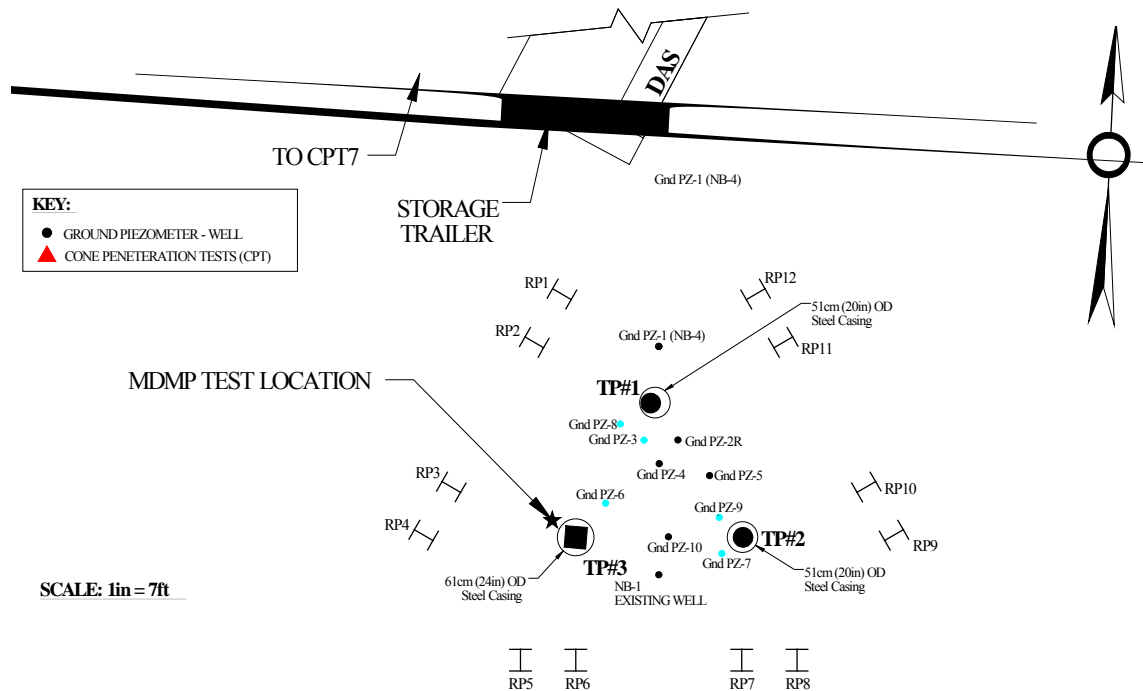 DAS
TO CPT7
STORAGE
TRAILER
Gnd PZ-1 (NB-4)
KEY:
GROUND PIEZOMETER - WELL
CONE PENETERATION TESTS (CPT)
RP1
RP12
51cm (20in) OD
Steel Casing
RP2
Gnd PZ-1 (NB-4)
RP11
MDMP TEST LOCATION
TP#1
Gnd PZ-8
Gnd PZ-3
Gnd PZ-2R
Gnd PZ-4
Gnd PZ-5
RP3
RP10
Gnd PZ-6
Gnd PZ-9
RP4
Gnd PZ-10
TP#2
RP9
TP#3
Gnd PZ-7
61cm (24in) OD
Steel Casing
NB-1
EXISTING WELL
51cm (20in) OD
Steel Casing
SCALE: 1in = 7ft
RP5
RP6
RP7
RP8